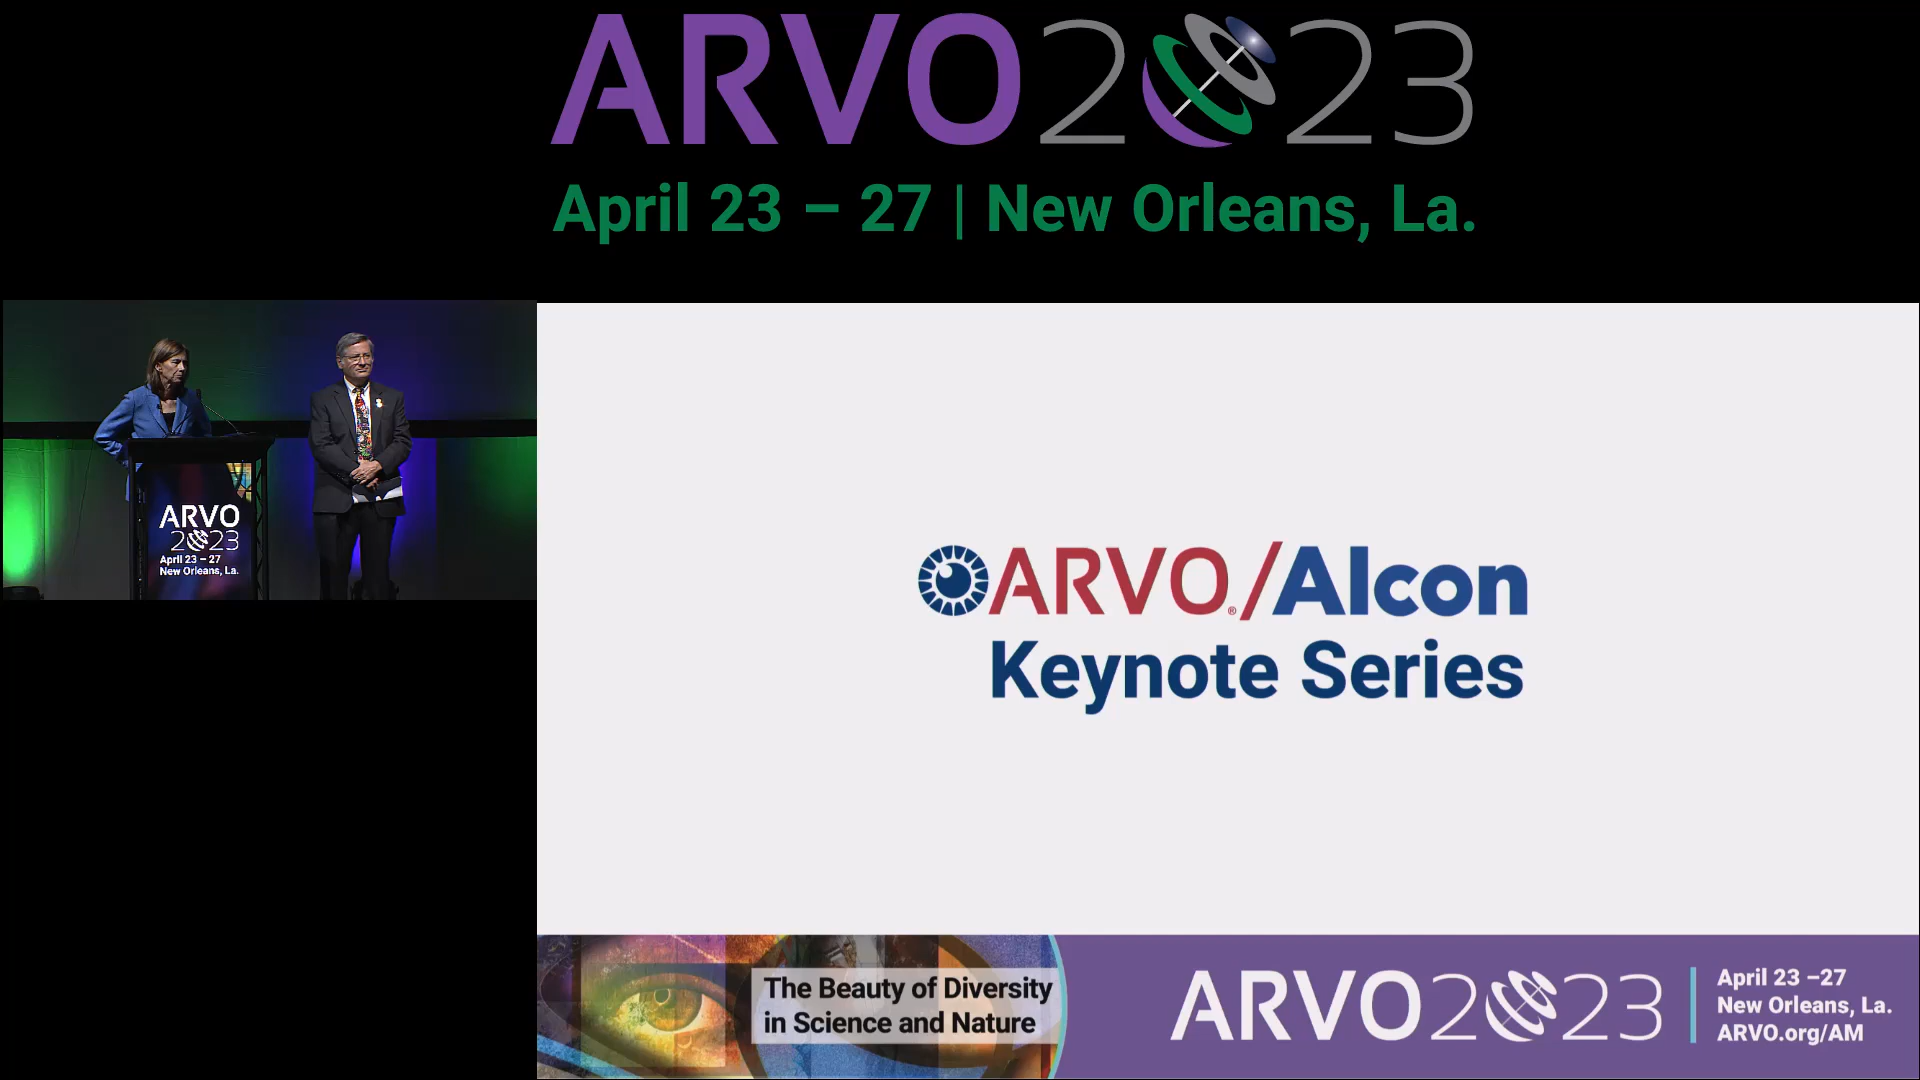 ARVO2023
April 23 – 27 | New Orleans, La.
ARVO
2023
April 23 – 27
New Orleans, La.
ARVO®/Alcon
Keynote Series
The Beauty of Diversity
in Science and Nature
ARVO2023
April 23 –27
New Orleans, La.
ARVO.org/AM